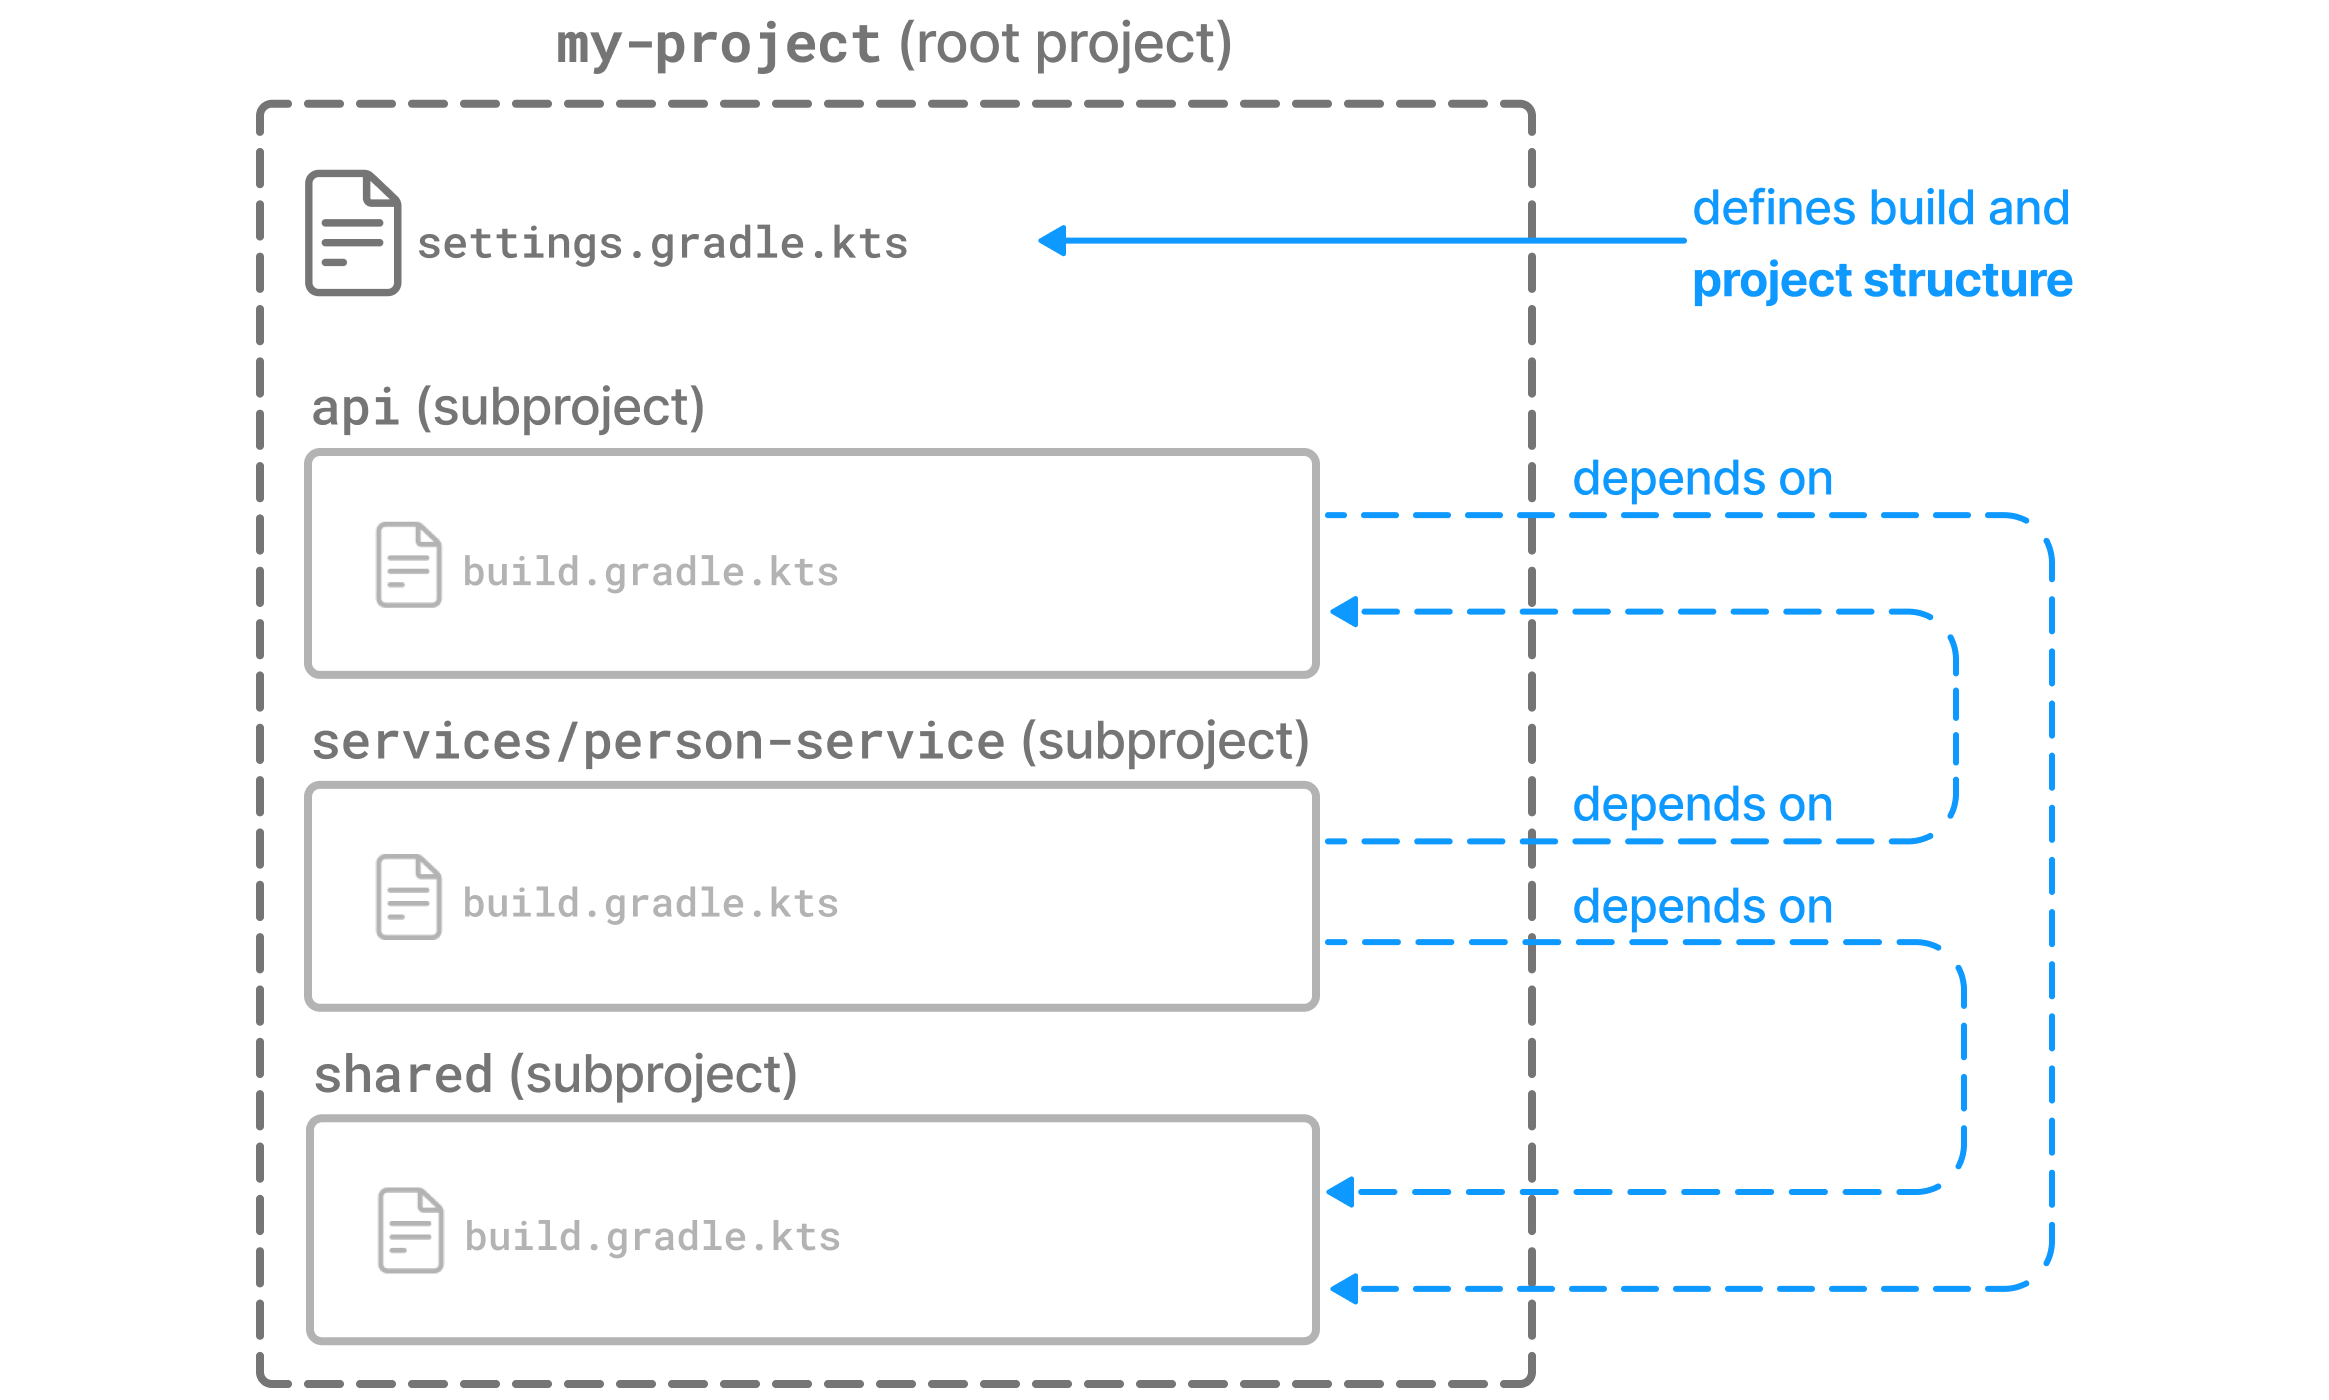 my-project (root project)
settings.gradle.kts
defines build and
project structure
api (subproject)
depends on
build.gradle.kts
services/person-service (subproject)
depends on
build.gradle.kts
depends on
shared (subproject)
build.gradle.kts